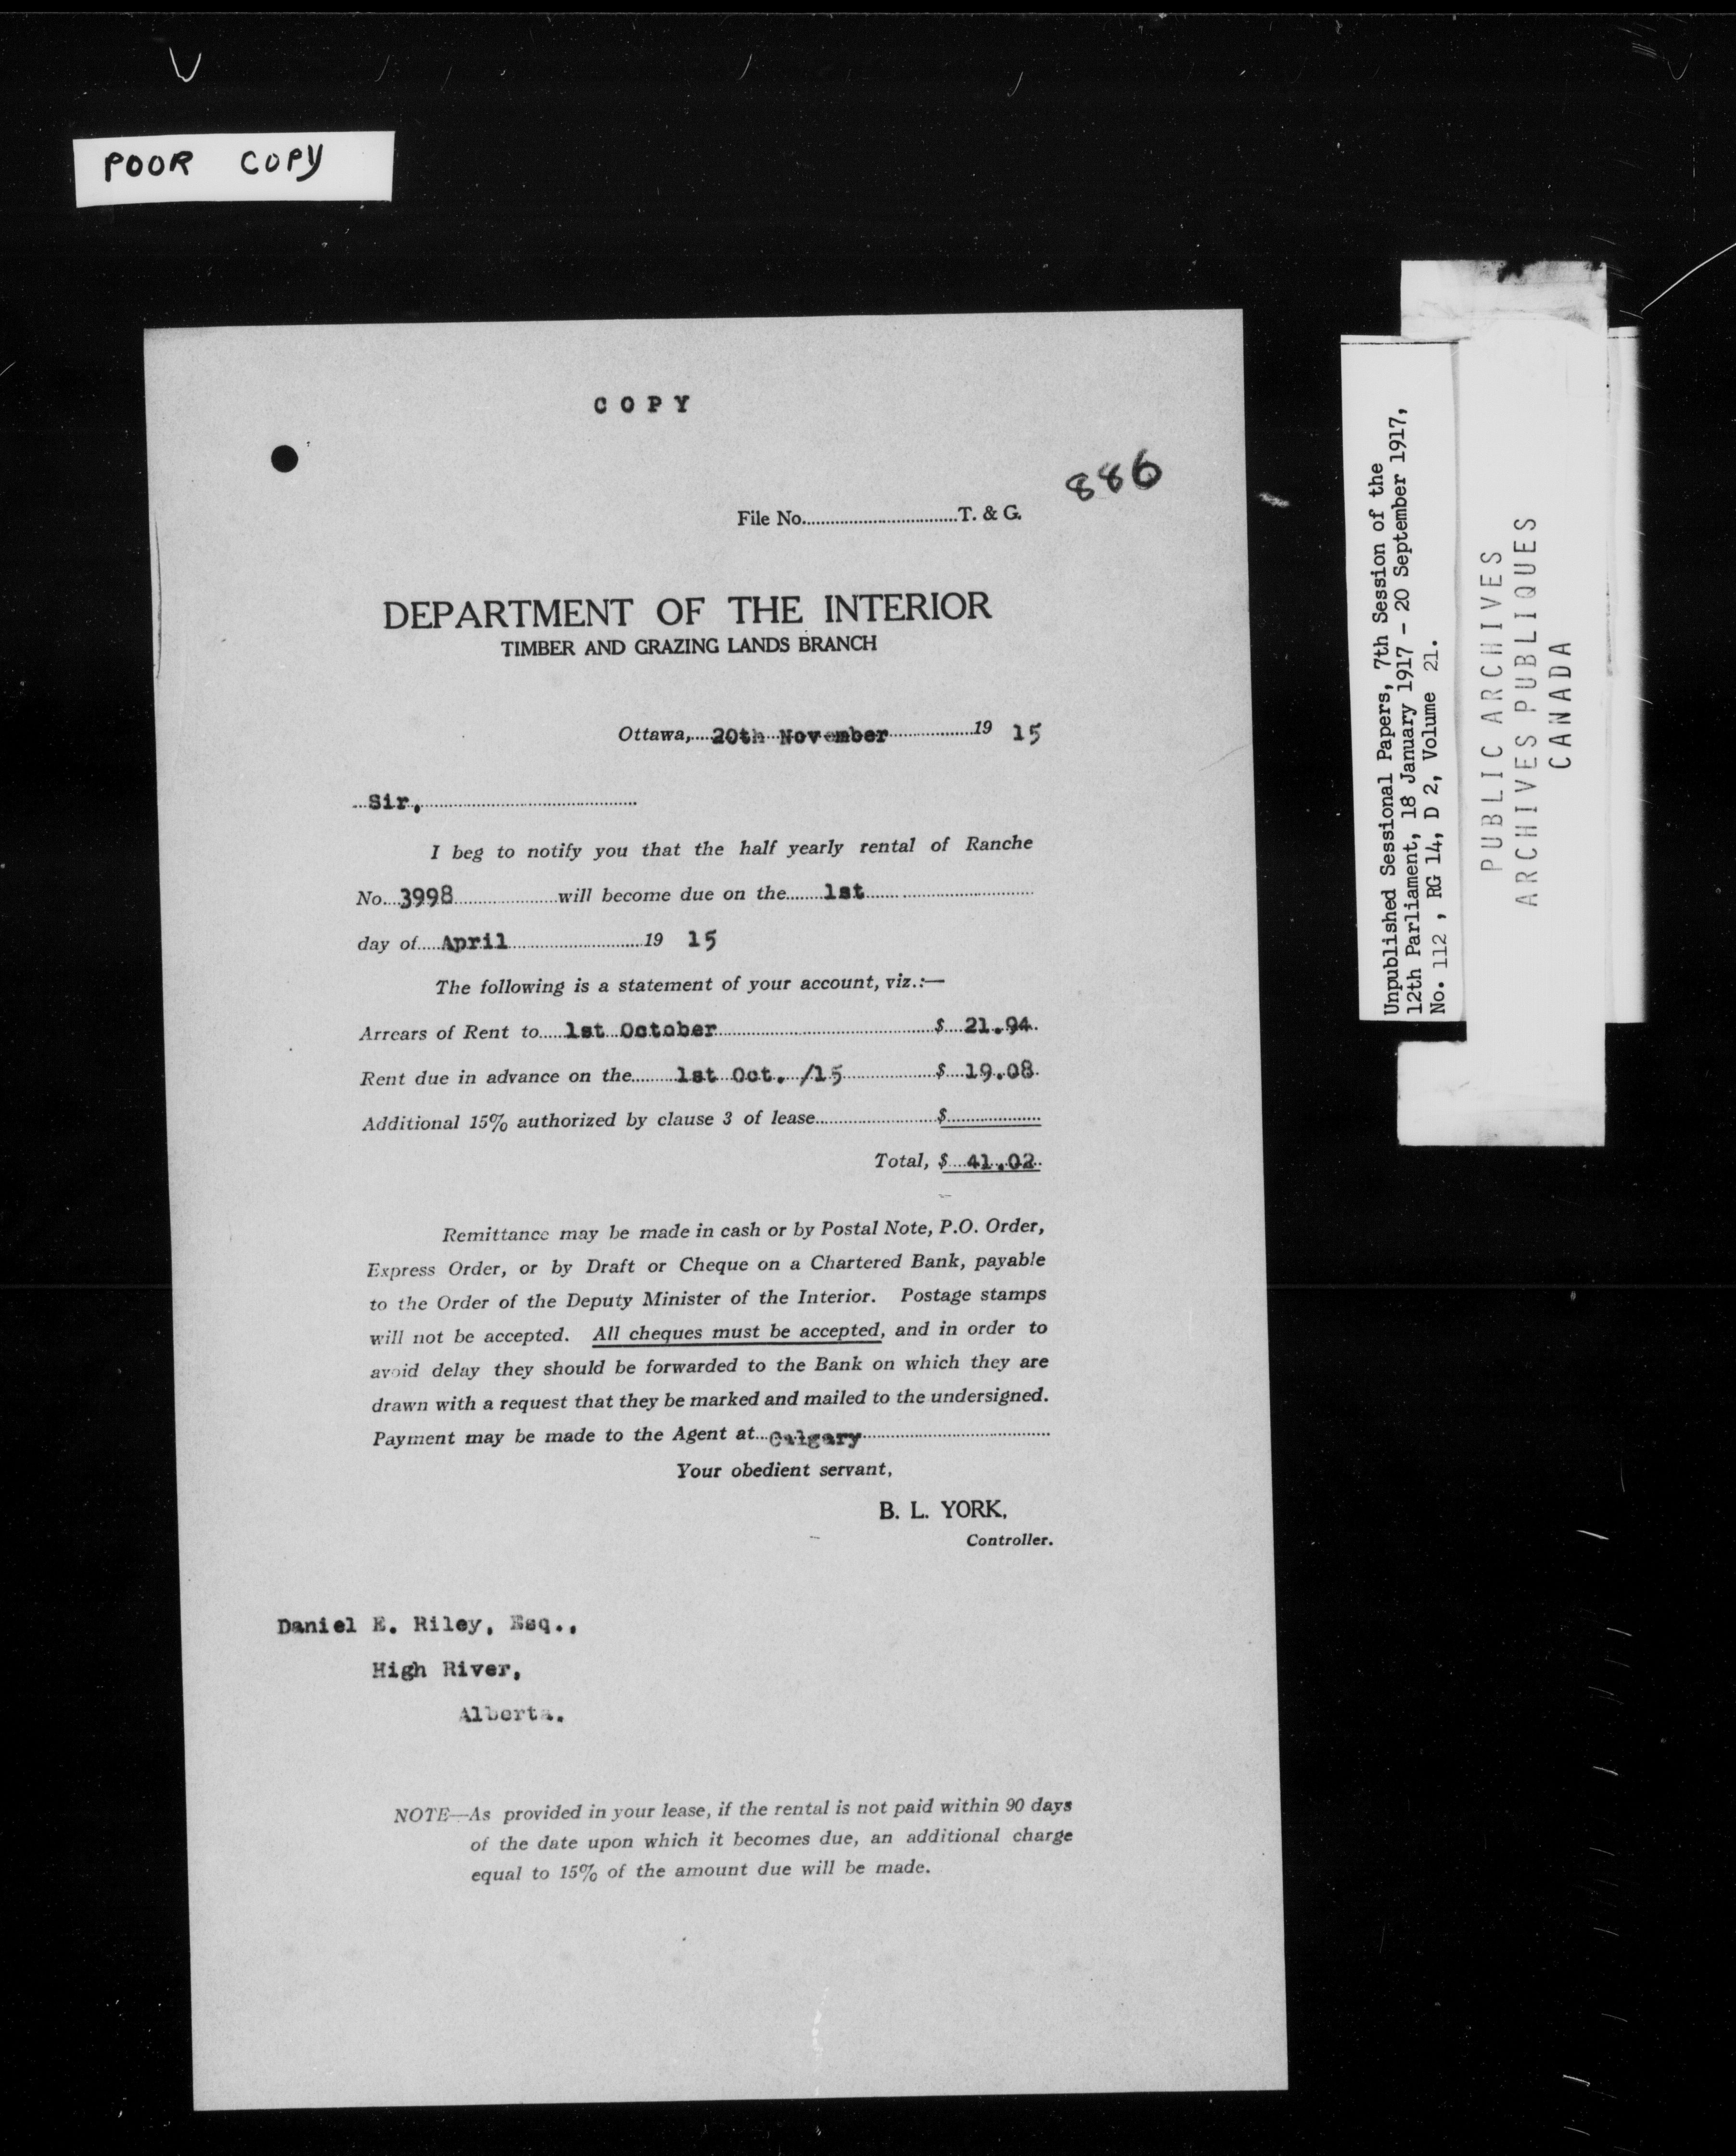 POOR COPY
COPY
886
File No................................T. & G.
DEPARTMENT OF THE INTERIOR
TIMBER AND GRAZING LANDS BRANCH
Ottawa, 20th November 19 15
Sir,
I beg to notify you that the half yearly rental of Ranche
No. 3998 will become due on the 1st
day of April 19 15
The following is a statement of your account, viz.:—
Arrears of Rent to 1st October $ 21.94
Rent due in advance on the 1st Oct. /15 $ 19.08
Additional 15% authorized by clause 3 of lease $
Total, $ 41.02
Remittance may be made in cash or by Postal Note, P.O. Order,
Express Order, or by Draft or Cheque on a Chartered Bank, payable
to the Order of the Deputy Minister of the Interior. Postage stamps
will not be accepted. All cheques must be accepted, and in order to
avoid delay they should be forwarded to the Bank on which they are
drawn with a request that they be marked and mailed to the undersigned.
Payment may be made to the Agent at Calgary
Your obedient servant,
B. L. YORK,
Controller.
Daniel E. Riley, Esq.,
High River,
Alberta.
NOTE—As provided in your lease, if the rental is not paid within 90 days
of the date upon which it becomes due, an additional charge
equal to 15% of the amount due will be made.
Unpublished Sessional Papers, 7th Session of the
12th Parliament, 18 January 1917 - 20 September 1917,
No. 112 , RG 14, D 2, Volume 21.
PUBLIC ARCHIVES
ARCHIVES PUBLIQUES
CANADA